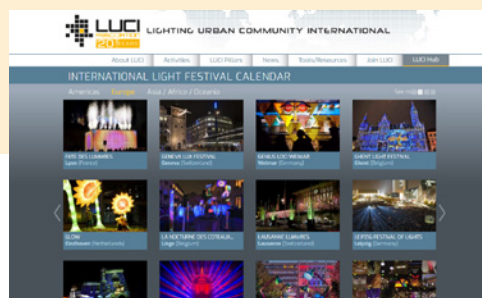 LUCI
LIGHTING URBAN COMMUNITY INTERNATIONAL
About LUCI
Activities
LUCI Pillars
News
Tools/Resources
Join LUCI
LUCI Hub
INTERNATIONAL LIGHT FESTIVAL CALENDAR
Americas
Europe
Asia / Africa / Oceania
FETE DES LUMIERES
Lyon (France)
GENEVA LUX FESTIVAL
Geneva (Switzerland)
GENIUS LOCI WEIMAR
Weimar (Germany)
GHENT LIGHT FESTIVAL
Ghent (Belgium)
GLOW
Eindhoven (Netherlands)
LA NOCTURNE DES COTEAUX...
Liège (Belgium)
LAUSANNE LUMIERES
Lausanne (Switzerland)
LEIPZIG FESTIVAL OF LIGHTS
Leipzig (Germany)